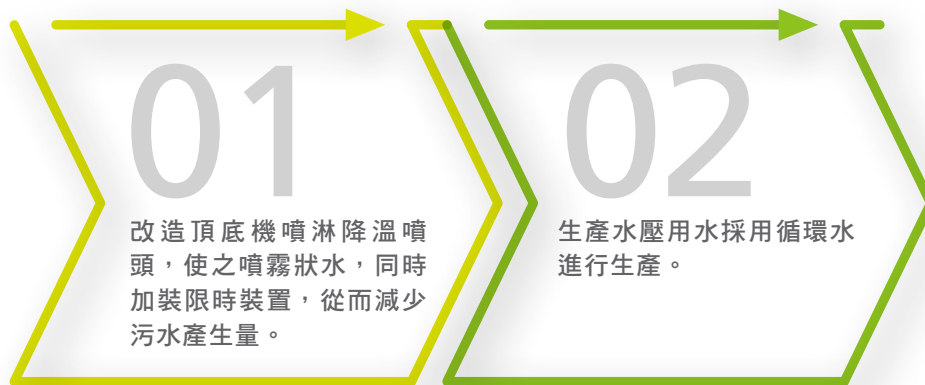 01
改造頂底機噴淋降溫噴
頭，使之噴霧狀水，同時
加裝限時裝置，從而減少
污水產生量。
02
生產水壓用水採用循環水
進行生產。